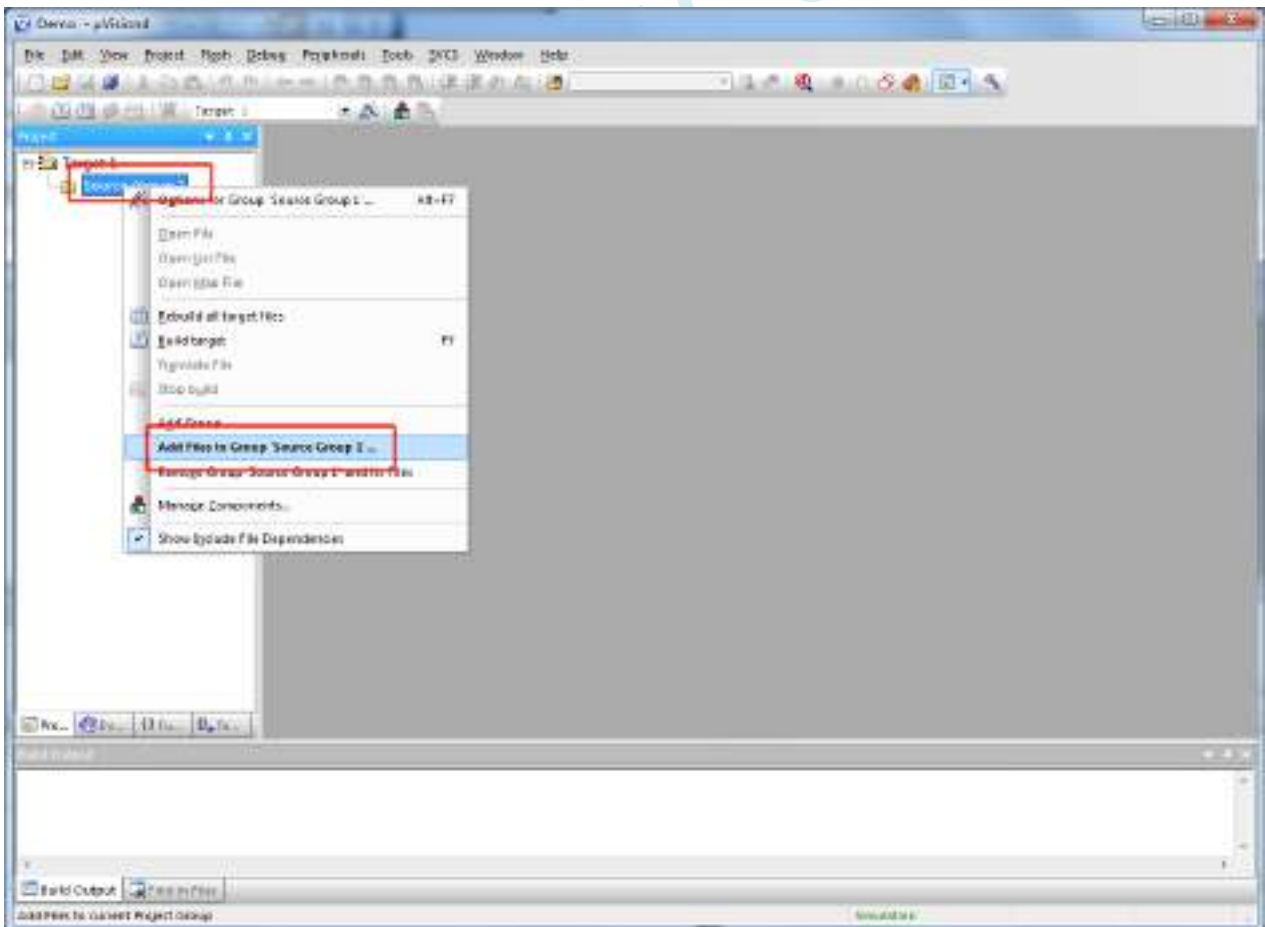 Demo - µVision4
File Edit View Project Flash Debug Peripherals Tools SVCS Window Help
Target 1
Project
Target 1
Source Group 1
Options for Group 'Source Group 1' ... Alt+F7
Open File
Open List File
Open Map File
Rebuild all target files
Build target F7
Translate File
Stop build
Add Group...
Add Files to Group 'Source Group 1' ...
Remove Group 'Source Group 1' and its Files
Manage Components...
Show Include File Dependencies
Build Output
Build Output Find in Files
Add Files to current Project Group Simulation